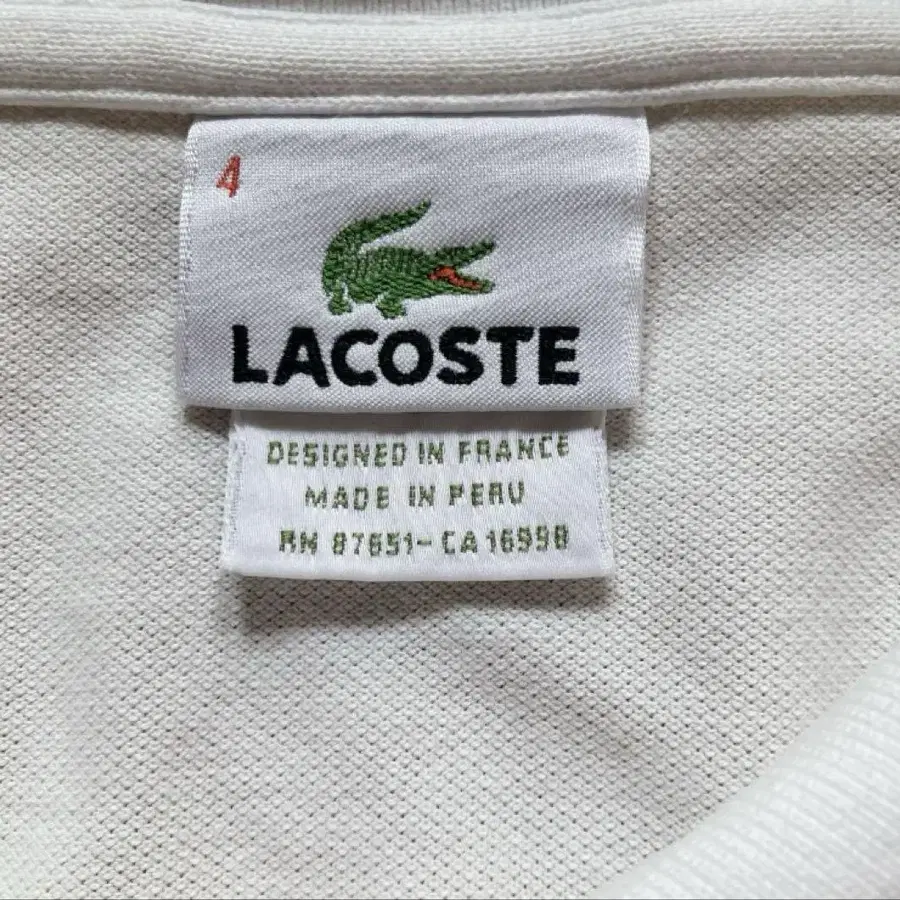 4
LACOSTE
DESIGNED IN FRANCE
MADE IN PERU
RN 87651-CA 16998